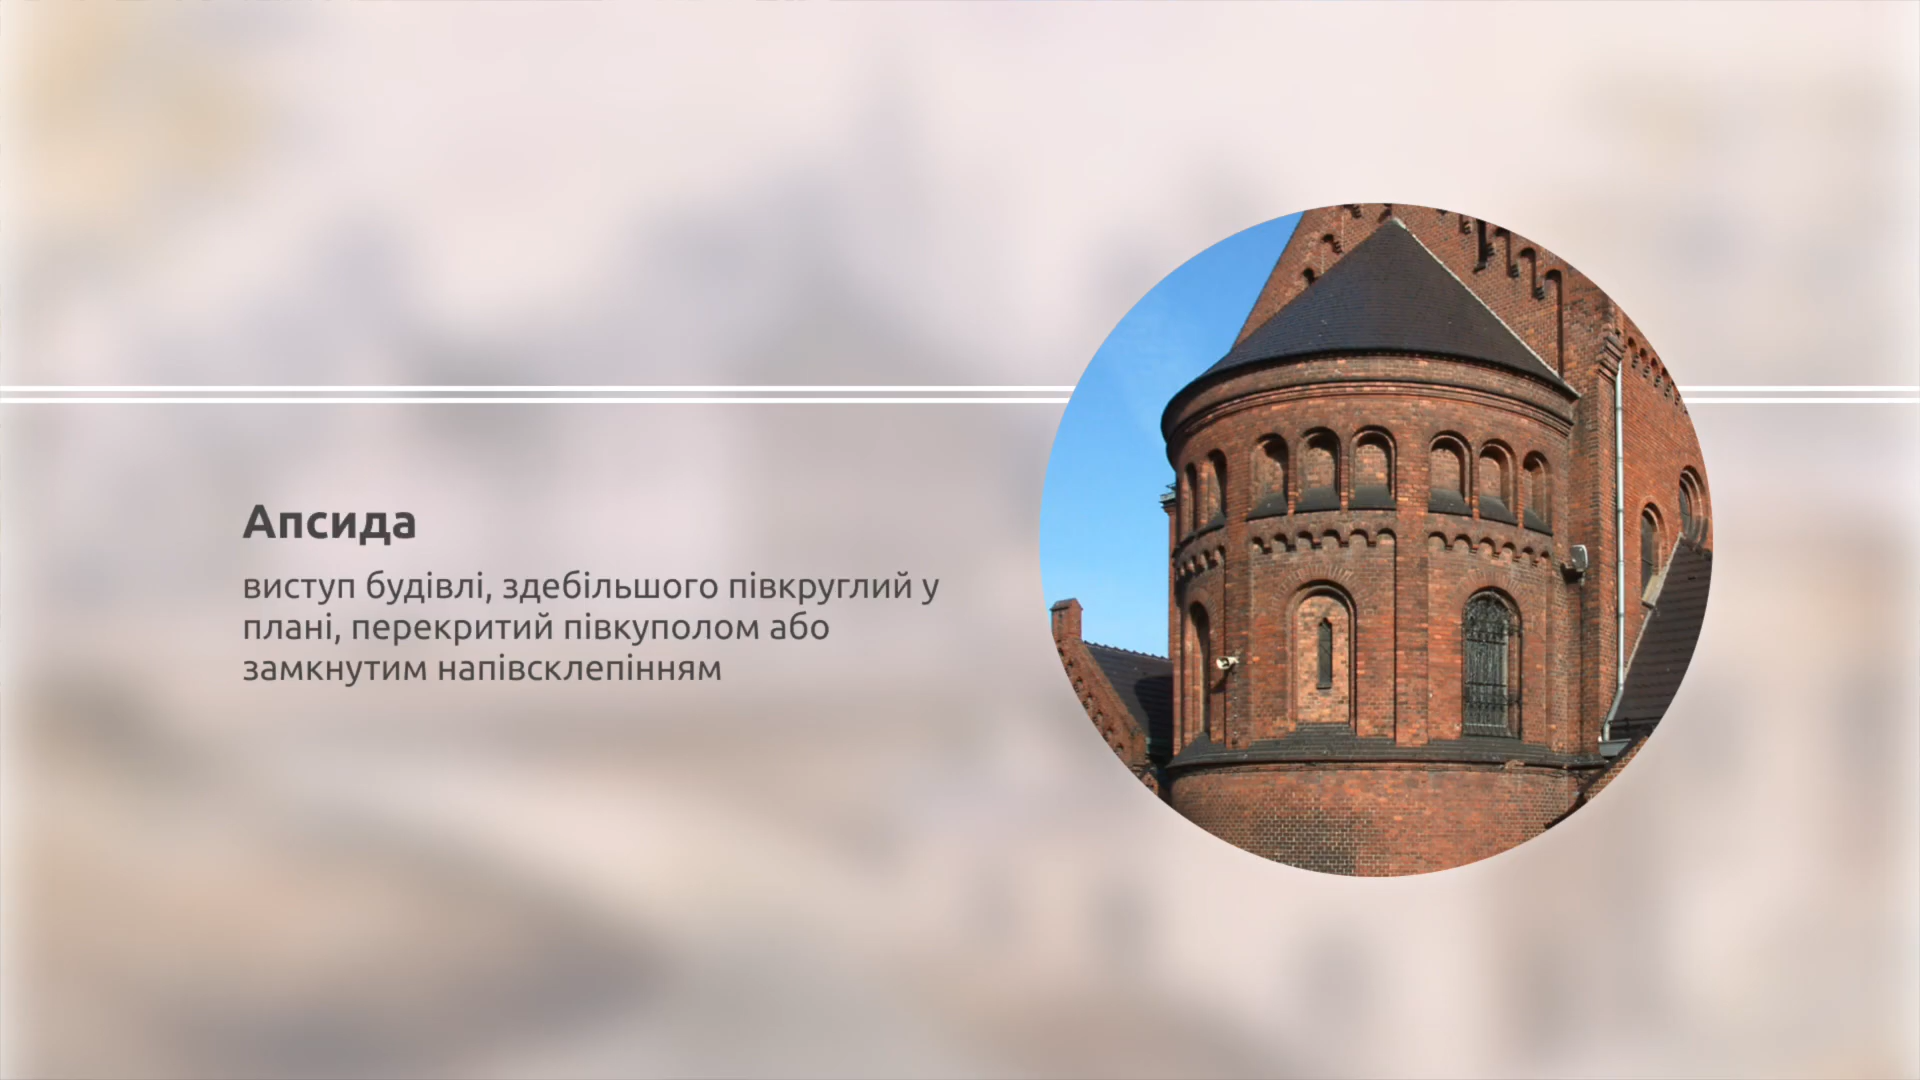 Апсида
виступ будівлі, здебільшого півкруглий у
плані, перекритий півкуполом або
замкнутим напівсклепінням